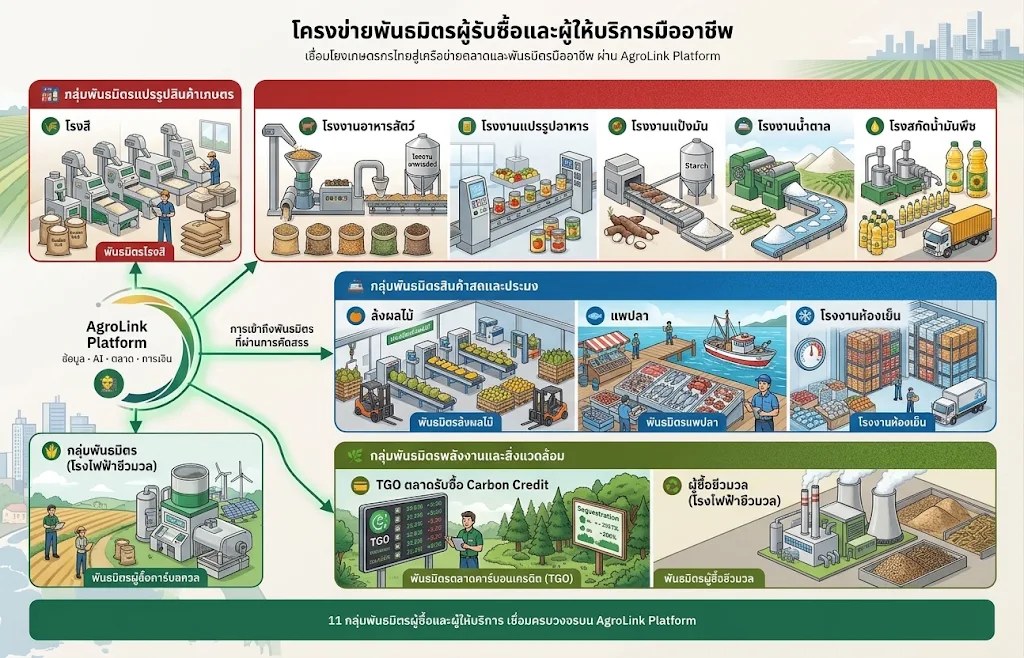 โครงข่ายพันธมิตรผู้รับซื้อและผู้ให้บริการมืออาชีพ
เชื่อมโยงเกษตรกรไทยสู่เครือข่ายตลาดและพันธมิตรมืออาชีพ ผ่าน AgroLink Platform
กลุ่มพันธมิตรแปรรูปสินค้าเกษตร
โรงสี
พันธมิตรโรงสี
โรงงานอาหารสัตว์
โรงงานแปรรูปอาหาร
โรงงานแป้งมัน
Starch
โรงงานน้ำตาล
โรงสกัดน้ำมันพืช
AgroLink
Platform
ข้อมูล · AI · ตลาด · การเงิน
การเข้าถึงพันธมิตร
ที่ผ่านการคัดสรร
กลุ่มพันธมิตรสินค้าสดและประมง
ล้งผลไม้
พันธมิตรล้งผลไม้
แพปลา
พันธมิตรแพปลา
โรงงานห้องเย็น
โรงงานห้องเย็น
กลุ่มพันธมิตร
(โรงไฟฟ้าชีวมวล)
กลุ่มพันธมิตรพลังงานและสิ่งแวดล้อม
TGO ตลาดรับซื้อ Carbon Credit
TGO
Sequestration
พันธมิตรตลาดคาร์บอนเครดิต (TGO)
ผู้ซื้อชีวมวล
(โรงไฟฟ้าชีวมวล)
พันธมิตรผู้ซื้อชีวมวล
11 กลุ่มพันธมิตรผู้ซื้อและผู้ให้บริการ เชื่อมครบวงจรบน AgroLink Platform